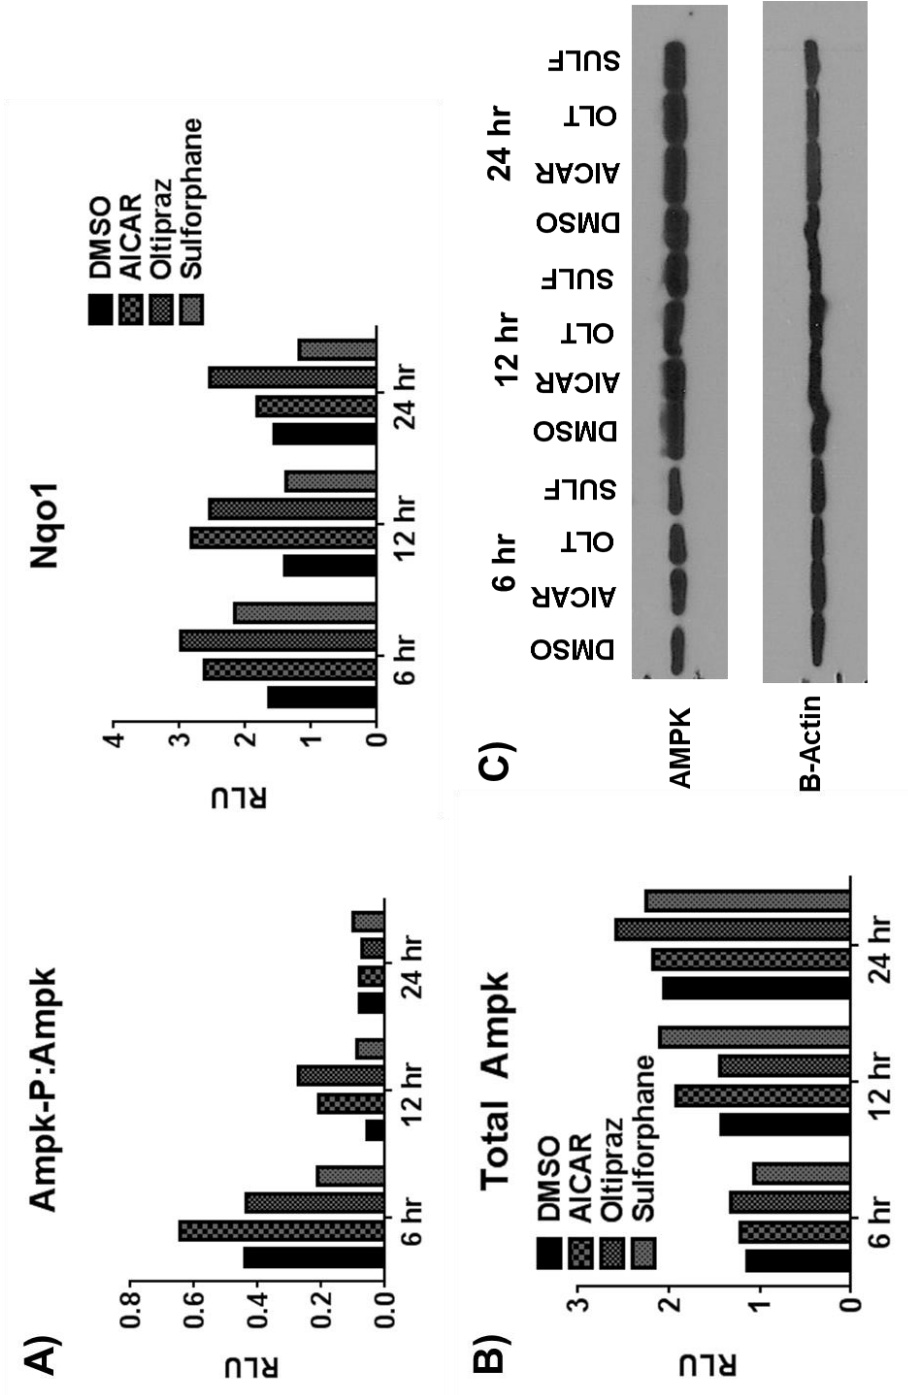 A)
Ampk-P:Ampk
RLU
0.8
0.6
0.4
0.2
0.0
6 hr
12 hr
24 hr
Nqo1
RLU
4
3
2
1
0
6 hr
12 hr
24 hr
DMSO
AICAR
Oltipraz
Sulforphane
B)
Total Ampk
DMSO
AICAR
Oltipraz
Sulforphane
RLU
3
2
1
0
6 hr
12 hr
24 hr
C)
6 hr
12 hr
24 hr
DMSO
AICAR
OLT
SULF
DMSO
AICAR
OLT
SULF
DMSO
AICAR
OLT
SULF
AMPK
B-Actin